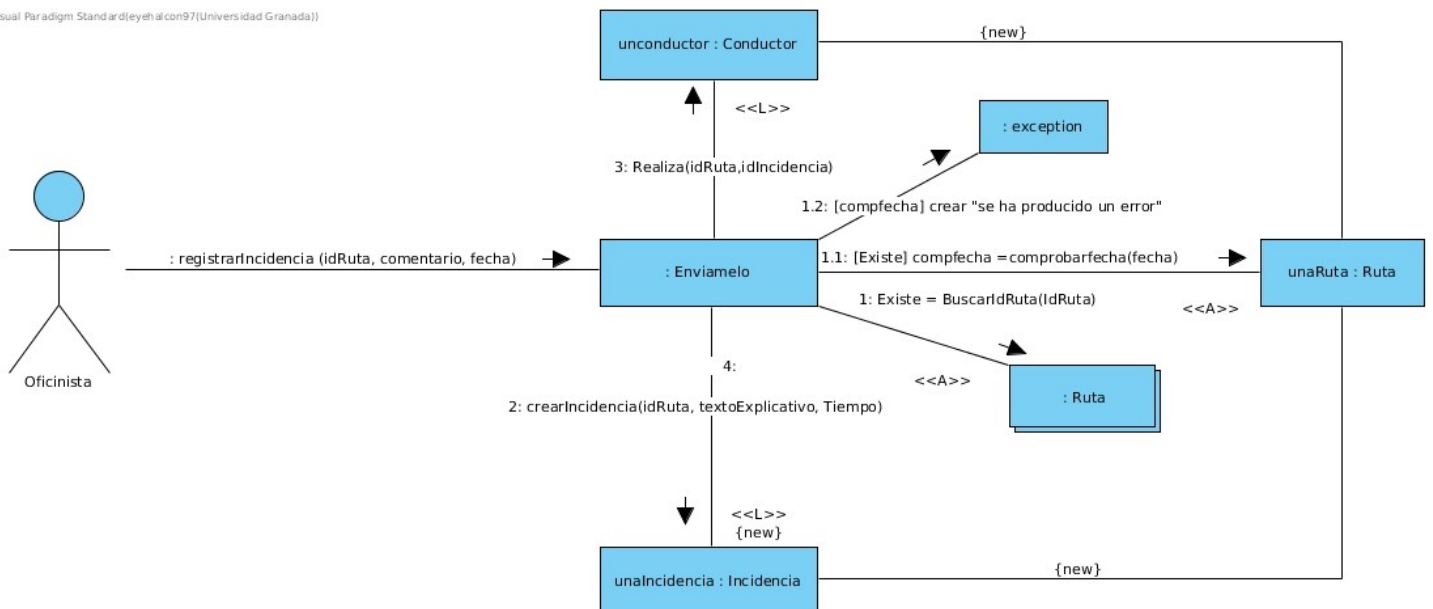 sual Paradigm Standard(eyehalcon97(Universidad Granada))
unconductor : Conductor
{new}
<<L>>
: exception
3: Realiza(idRuta,idIncidencia)
1.2: [compfecha] crear "se ha producido un error"
: registrarIncidencia (idRuta, comentario, fecha)
: Enviamelo
1.1: [Existe] compfecha =comprobarfecha(fecha)
unaRuta : Ruta
1: Existe = BuscarIdRuta(IdRuta)
<<A>>
Oficinista
4:
<<A>>
: Ruta
2: crearIncidencia(idRuta, textoExplicativo, Tiempo)
<<L>>
{new}
unaIncidencia : Incidencia
{new}